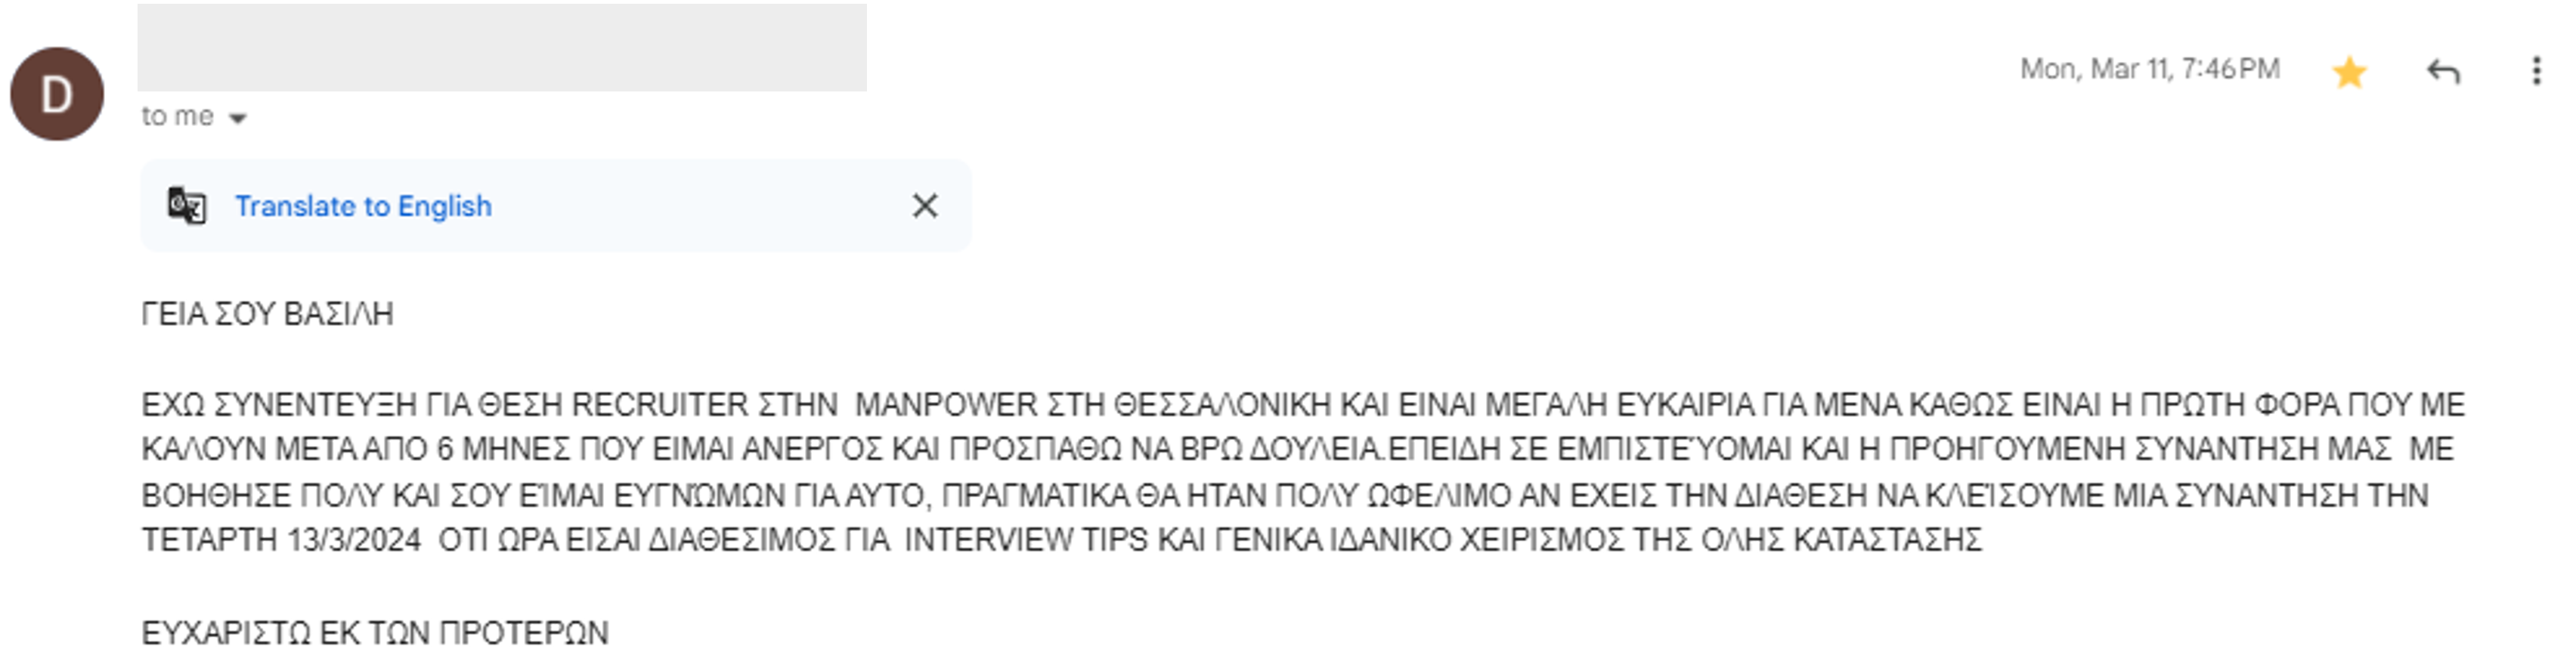 D
Mon, Mar 11, 7:46 PM
to me
Translate to English
ΓΕΙΑ ΣΟΥ ΒΑΣΙΛΗ
ΕΧΩ ΣΥΝΕΝΤΕΥΞΗ ΓΙΑ ΘΕΣΗ RECRUITER ΣΤΗΝ  MANPOWER ΣΤΗ ΘΕΣΣΑΛΟΝΙΚΗ ΚΑΙ ΕΙΝΑΙ ΜΕΓΑΛΗ ΕΥΚΑΙΡΙΑ ΓΙΑ ΜΕΝΑ ΚΑΘΩΣ ΕΙΝΑΙ Η ΠΡΩΤΗ ΦΟΡΑ ΠΟΥ ΜΕ
ΚΑΛΟΥΝ ΜΕΤΑ ΑΠΟ 6 ΜΗΝΕΣ ΠΟΥ ΕΙΜΑΙ ΑΝΕΡΓΟΣ ΚΑΙ ΠΡΟΣΠΑΘΩ ΝΑ ΒΡΩ ΔΟΥΛΕΙΑ.ΕΠΕΙΔΗ ΣΕ ΕΜΠΙΣΤΕΎΟΜΑΙ ΚΑΙ Η ΠΡΟΗΓΟΥΜΕΝΗ ΣΥΝΑΝΤΗΣΗ ΜΑΣ  ΜΕ
ΒΟΗΘΗΣΕ ΠΟΛΥ ΚΑΙ ΣΟΥ ΕΊΜΑΙ ΕΥΓΝΏΜΩΝ ΓΙΑ ΑΥΤΟ, ΠΡΑΓΜΑΤΙΚΑ ΘΑ ΗΤΑΝ ΠΟΛΥ ΩΦΕΛΙΜΟ ΑΝ ΕΧΕΙΣ ΤΗΝ ΔΙΑΘΕΣΗ ΝΑ ΚΛΕΊΣΟΥΜΕ ΜΙΑ ΣΥΝΑΝΤΗΣΗ ΤΗΝ
ΤΕΤΑΡΤΗ 13/3/2024  ΟΤΙ ΩΡΑ ΕΙΣΑΙ ΔΙΑΘΕΣΙΜΟΣ ΓΙΑ  INTERVIEW TIPS ΚΑΙ ΓΕΝΙΚΑ ΙΔΑΝΙΚΟ ΧΕΙΡΙΣΜΟΣ ΤΗΣ ΟΛΗΣ ΚΑΤΑΣΤΑΣΗΣ
ΕΥΧΑΡΙΣΤΩ ΕΚ ΤΩΝ ΠΡΟΤΕΡΩΝ